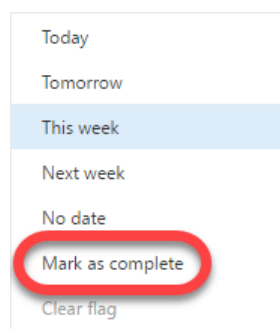 Today
Tomorrow
This week
Next week
No date
Mark as complete
Clear flag